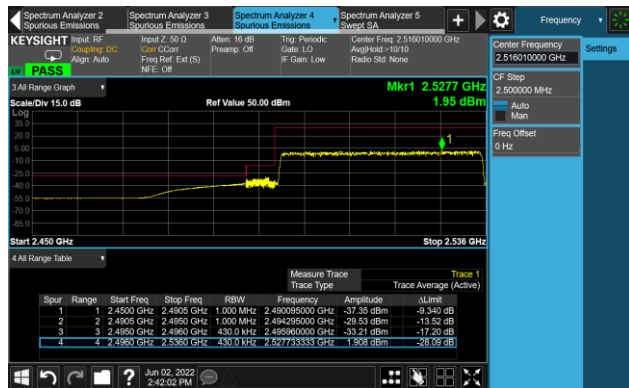 Spectrum Analyzer 2
Spurious Emissions
Spectrum Analyzer 3
Spurious Emissions
Spectrum Analyzer 4
Spurious Emissions
Spectrum Analyzer 5
Swept SA
+
Frequency
KEYSIGHT
Input: RF
Coupling: DC
Align: Auto
Input Z: 50 Ω
Corr CCorr
Freq Ref: Ext (S)
NFE: Off
Atten: 16 dB
Preamp: Off
Trig: Periodic
Gate: LO
IF Gain: Low
Center Freq: 2.516010000 GHz
Avg|Hold:>10/10
Radio Std: None
LV PASS
Center Frequency
2.516010000 GHz
Settings
CF Step
2.500000 MHz
Auto
Man
Freq Offset
0 Hz
3 All Range Graph
Mkr1 2.5277 GHz
Scale/Div 15.0 dB
Ref Value 50.00 dBm
1.95 dBm
Log
35.0
20.0
5.00
-10.0
-25.0
-40.0
-55.0
-70.0
-85.0
1
Start 2.450 GHz
Stop 2.536 GHz
4 All Range Table
Measure Trace Trace 1
Trace Type Trace Average (Active)
Spur Range Start Freq Stop Freq RBW Frequency Amplitude ΔLimit
1 1 2.4500 GHz 2.4905 GHz 1.000 MHz 2.490095000 GHz -37.35 dBm -9.340 dB
2 2 2.4905 GHz 2.4950 GHz 1.000 MHz 2.494295000 GHz -29.53 dBm -13.52 dB
3 3 2.4950 GHz 2.4960 GHz 430.0 kHz 2.495960000 GHz -33.21 dBm -17.20 dB
4 4 2.4960 GHz 2.5360 GHz 430.0 kHz 2.527733333 GHz 1.908 dBm -28.09 dB
?
Jun 02, 2022
2:42:02 PM